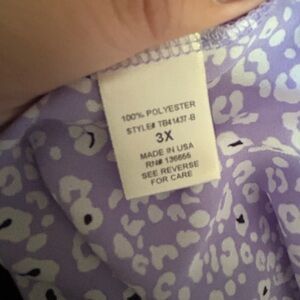 100% POLYESTER
STYLE# TB41437-B
3X
MADE IN USA
RN# 136655
SEE REVERSE
FOR CARE